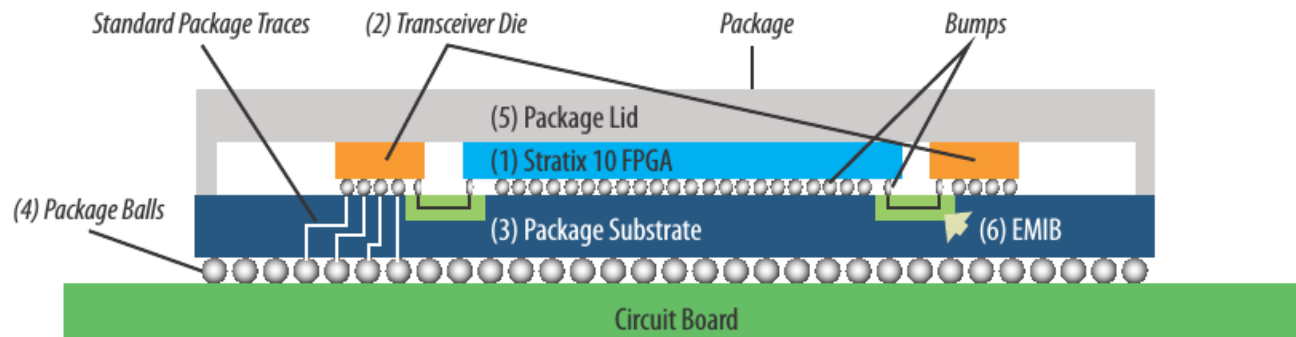 Standard Package Traces
(2) Transceiver Die
Package
Bumps
(5) Package Lid
(1) Stratix 10 FPGA
(4) Package Balls
(3) Package Substrate
(6) EMIB
Circuit Board